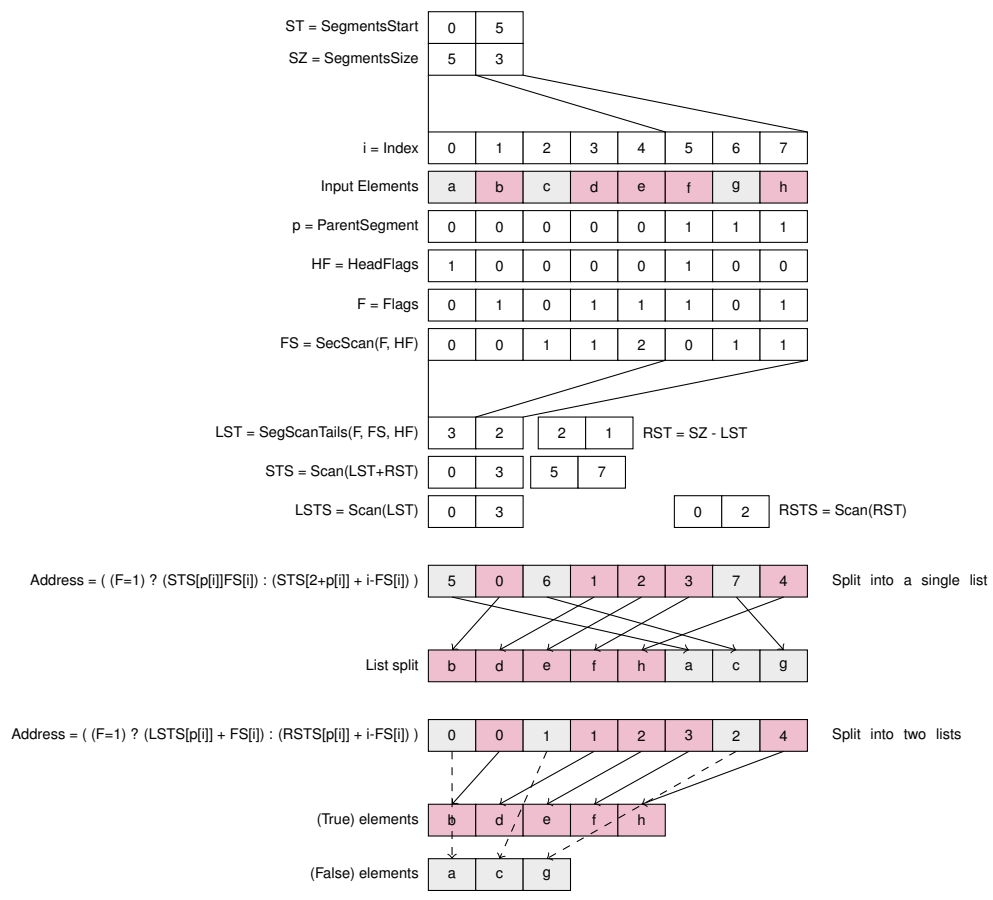 ST = SegmentsStart 0 5
SZ = SegmentsSize 5 3
i = Index 0 1 2 3 4 5 6 7
Input Elements a b c d e f g h
p = ParentSegment 0 0 0 0 0 1 1 1
HF = HeadFlags 1 0 0 0 0 1 0 0
F = Flags 0 1 0 1 1 1 0 1
FS = SecScan(F, HF) 0 0 1 1 2 0 1 1
LST = SegScanTails(F, FS, HF) 3 2 2 1 RST = SZ - LST
STS = Scan(LST+RST) 0 3 5 7
LSTS = Scan(LST) 0 3 0 2 RSTS = Scan(RST)
Address = ( (F=1) ? (STS[p[i]]FS[i]) : (STS[2+p[i]] + i-FS[i]) ) 5 0 6 1 2 3 7 4 Split into a single list
List split b d e f h a c g
Address = ( (F=1) ? (LSTS[p[i]] + FS[i]) : (RSTS[p[i]] + i-FS[i]) ) 0 0 1 1 2 3 2 4 Split into two lists
(True) elements b d e f h
(False) elements a c g